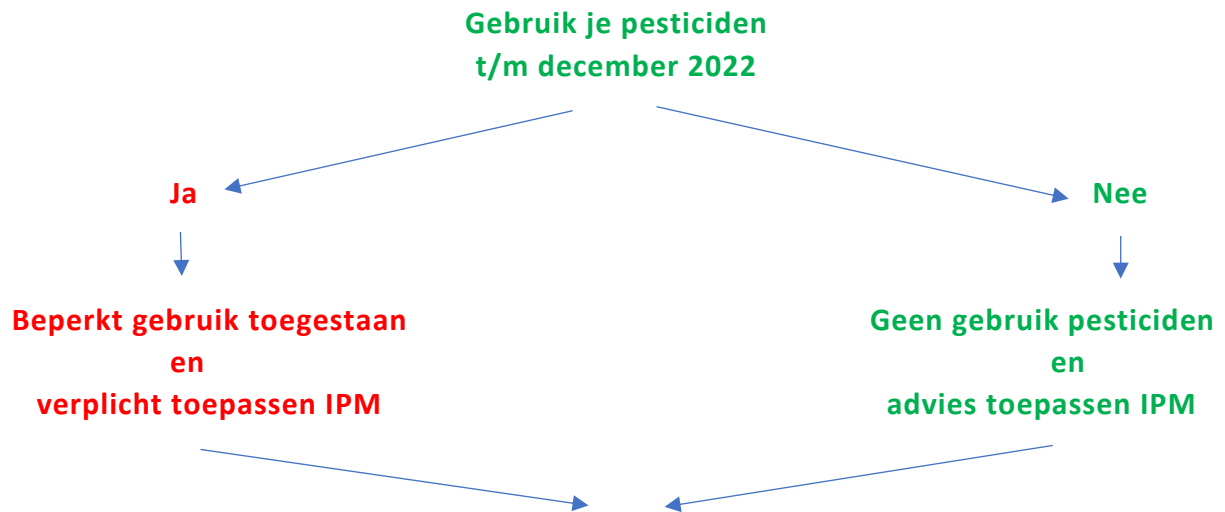 Gebruik je pesticiden
t/m december 2022
Ja
Nee
Beperkt gebruik toegestaan
en
verplicht toepassen IPM
Geen gebruik pesticiden
en
advies toepassen IPM